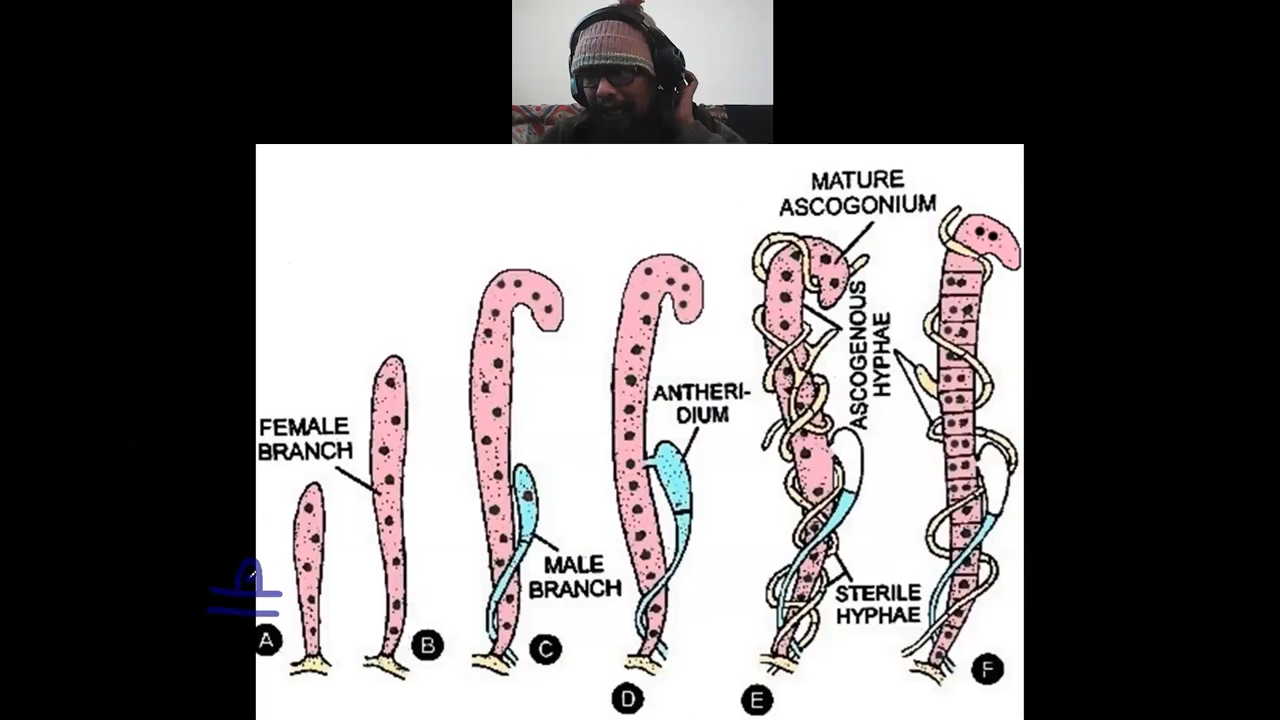 MATURE
ASCOGONIUM
FEMALE
BRANCH
ANTHERI-
DIUM
ASCOGENOUS
HYPHAE
MALE
BRANCH
STERILE
HYPHAE
A
B
C
D
E
F